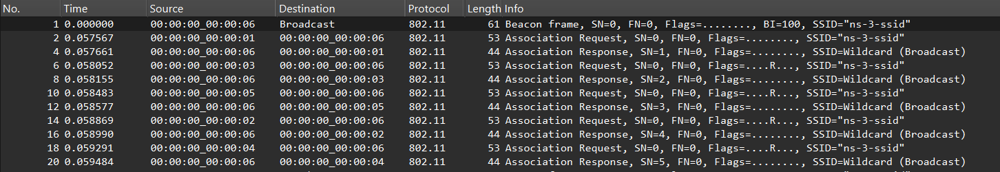 No. Time Source Destination Protocol Length Info
1 0.000000 00:00:00_00:00:06 Broadcast 802.11 61 Beacon frame, SN=0, FN=0, Flags=........, BI=100, SSID="ns-3-ssid"
2 0.057567 00:00:00_00:00:01 00:00:00_00:00:06 802.11 53 Association Request, SN=0, FN=0, Flags=........, SSID="ns-3-ssid"
4 0.057661 00:00:00_00:00:06 00:00:00_00:00:01 802.11 44 Association Response, SN=1, FN=0, Flags=........, SSID=Wildcard (Broadcast)
6 0.058052 00:00:00_00:00:03 00:00:00_00:00:06 802.11 53 Association Request, SN=0, FN=0, Flags=....R..., SSID="ns-3-ssid"
8 0.058155 00:00:00_00:00:06 00:00:00_00:00:03 802.11 44 Association Response, SN=2, FN=0, Flags=........, SSID=Wildcard (Broadcast)
10 0.058483 00:00:00_00:00:05 00:00:00_00:00:06 802.11 53 Association Request, SN=0, FN=0, Flags=....R..., SSID="ns-3-ssid"
12 0.058577 00:00:00_00:00:06 00:00:00_00:00:05 802.11 44 Association Response, SN=3, FN=0, Flags=........, SSID=Wildcard (Broadcast)
14 0.058869 00:00:00_00:00:02 00:00:00_00:00:06 802.11 53 Association Request, SN=0, FN=0, Flags=....R..., SSID="ns-3-ssid"
16 0.058990 00:00:00_00:00:06 00:00:00_00:00:02 802.11 44 Association Response, SN=4, FN=0, Flags=........, SSID=Wildcard (Broadcast)
18 0.059291 00:00:00_00:00:04 00:00:00_00:00:06 802.11 53 Association Request, SN=0, FN=0, Flags=....R..., SSID="ns-3-ssid"
20 0.059484 00:00:00_00:00:06 00:00:00_00:00:04 802.11 44 Association Response, SN=5, FN=0, Flags=........, SSID=Wildcard (Broadcast)